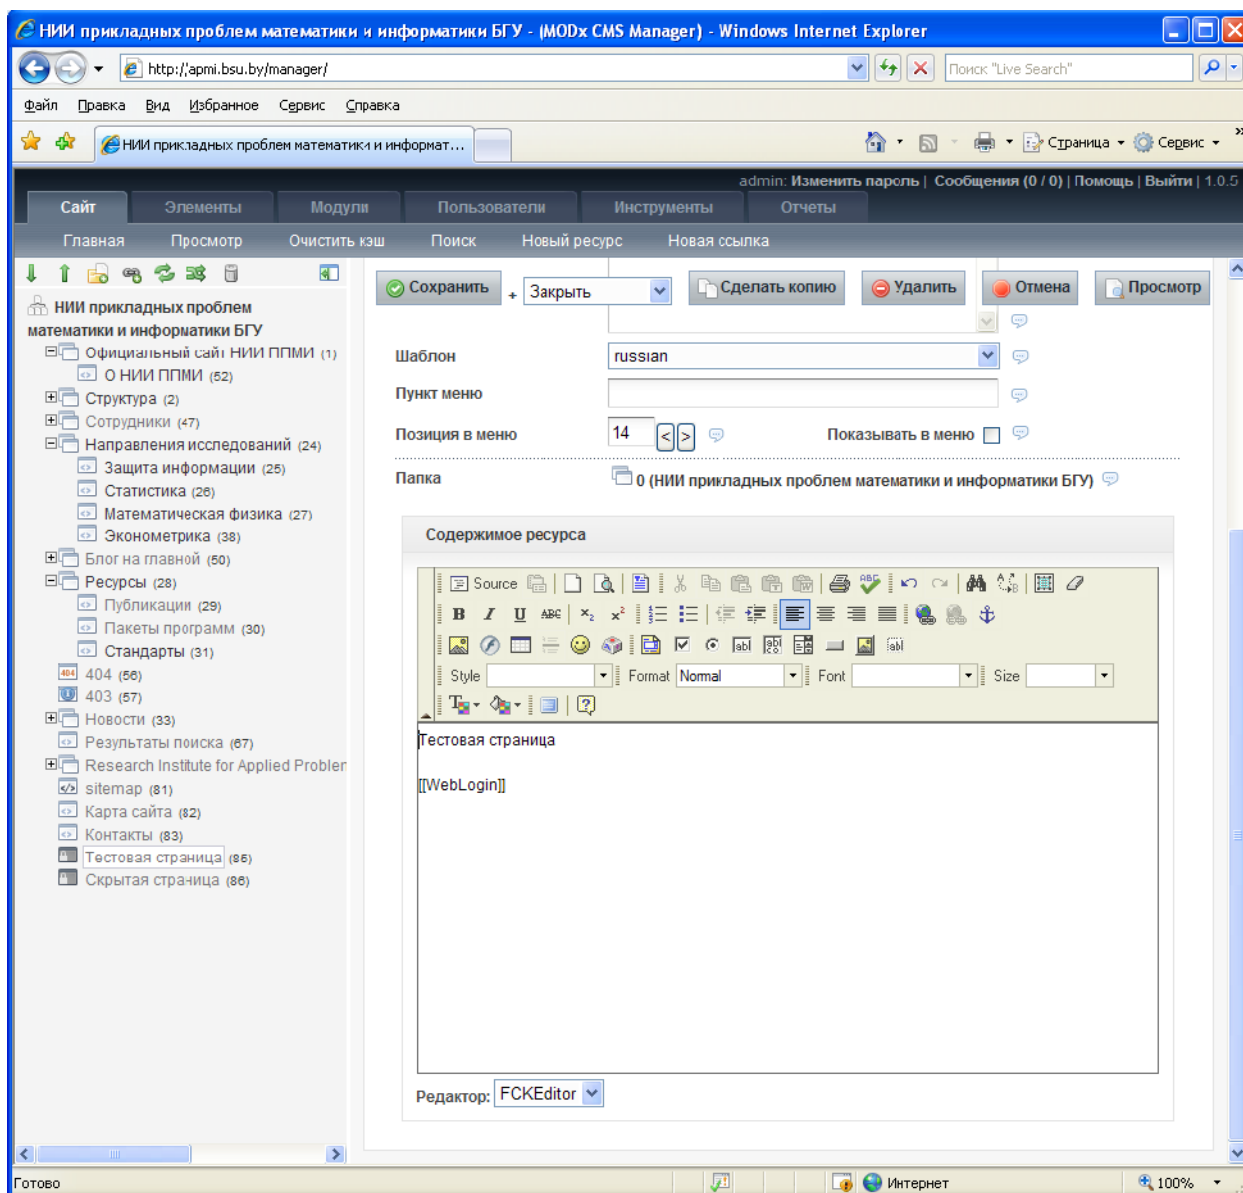 НИИ прикладных проблем математики и информатики БГУ - (MODx CMS Manager) - Windows Internet Explorer
http://apmi.bsu.by/manager/
Поиск "Live Search"
Файл Правка Вид Избранное Сервис Справка
НИИ прикладных проблем математики и информат...
Страница Сервис
admin: Изменить пароль | Сообщения (0 / 0) | Помощь | Выйти | 1.0.5
Сайт Элементы Модули Пользователи Инструменты Отчеты
Главная Просмотр Очистить кэш Поиск Новый ресурс Новая ссылка
НИИ прикладных проблем
математики и информатики БГУ
Официальный сайт НИИ ППМИ (1)
О НИИ ППМИ (52)
Структура (2)
Сотрудники (47)
Направления исследований (24)
Защита информации (25)
Статистика (26)
Математическая физика (27)
Эконометрика (38)
Блог на главной (50)
Ресурсы (28)
Публикации (29)
Пакеты программ (30)
Стандарты (31)
404 404 (56)
403 (57)
Новости (33)
Результаты поиска (67)
Research Institute for Applied Problem
sitemap (81)
Карта сайта (82)
Контакты (83)
Тестовая страница (85)
Скрытая страница (86)
Сохранить + Закрыть Сделать копию Удалить Отмена Просмотр
Шаблон russian
Пункт меню
Позиция в меню 14 < > Показывать в меню
Папка 0 (НИИ прикладных проблем математики и информатики БГУ)
Содержимое ресурса
Source
B I U ABC x₂ x²
Style Format Normal Font Size
Тестовая страница
[[WebLogin]]
Редактор: FCKEditor
Готово Интернет 100%